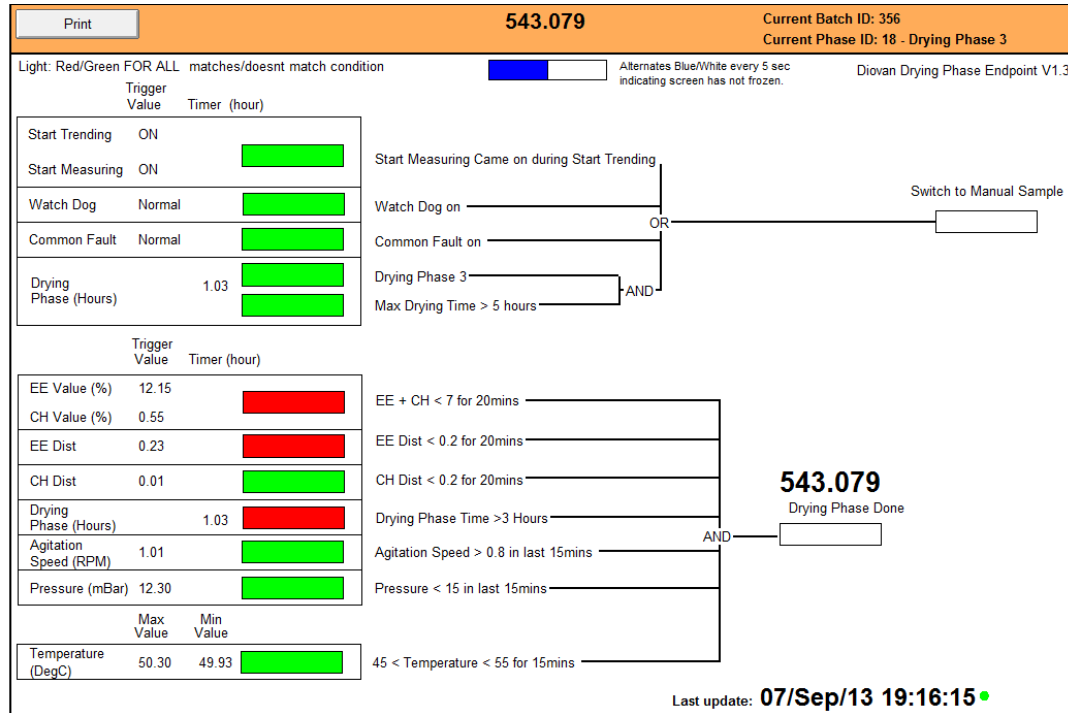 Print
543.079
Current Batch ID: 356
Current Phase ID: 18 - Drying Phase 3
Light: Red/Green FOR ALL matches/doesnt match condition
Alternates Blue/White every 5 sec
indicating screen has not frozen.
Diovan Drying Phase Endpoint V1.3
Trigger
Value Timer (hour)
Start Trending ON
Start Measuring ON
Start Measuring Came on during Start Trending
Watch Dog Normal
Watch Dog on
Common Fault Normal
Common Fault on
Drying
Phase (Hours) 1.03
Drying Phase 3
Max Drying Time > 5 hours
AND
OR
Switch to Manual Sample
Trigger
Value Timer (hour)
EE Value (%) 12.15
CH Value (%) 0.55
EE + CH < 7 for 20mins
EE Dist 0.23
EE Dist < 0.2 for 20mins
CH Dist 0.01
CH Dist < 0.2 for 20mins
Drying
Phase (Hours) 1.03
Drying Phase Time >3 Hours
Agitation
Speed (RPM) 1.01
Agitation Speed > 0.8 in last 15mins
Pressure (mBar) 12.30
Pressure < 15 in last 15mins
AND
543.079
Drying Phase Done
Max
Value
Min
Value
Temperature
(DegC) 50.30 49.93
45 < Temperature < 55 for 15mins
Last update: 07/Sep/13 19:16:15